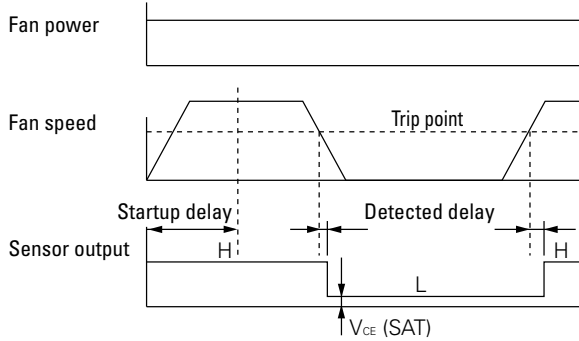 Fan power
Fan speed
Trip point
Startup delay
Detected delay
Sensor output
H
H
L
VCE (SAT)